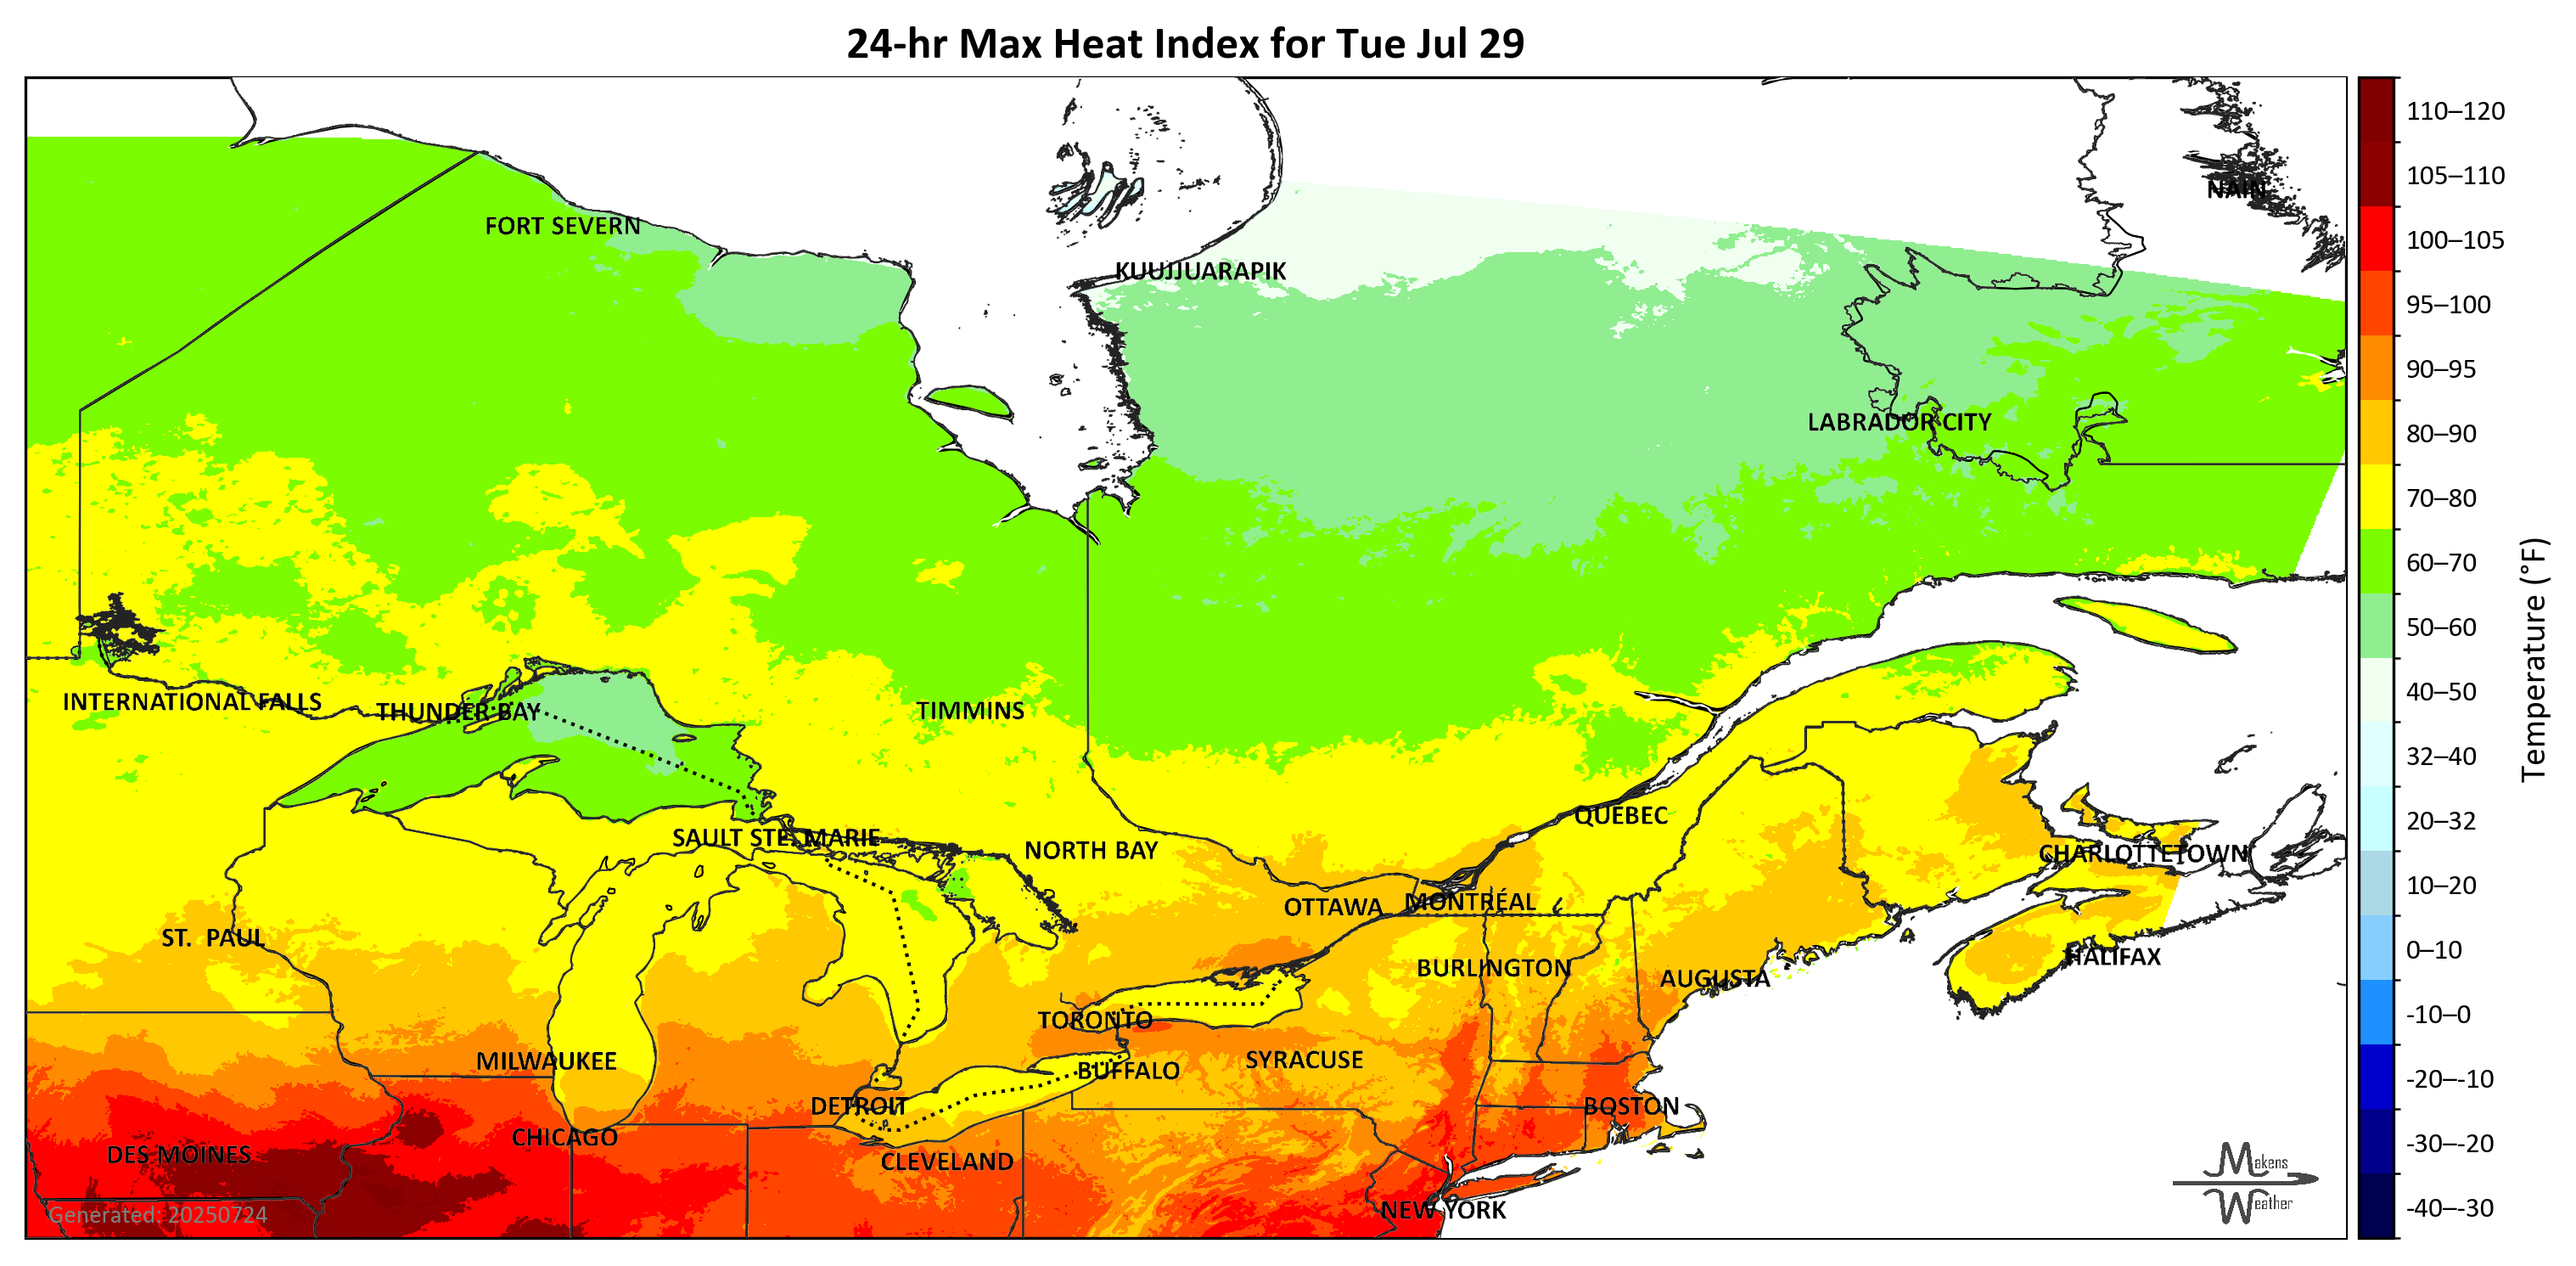 24-hr Max Heat Index for Tue Jul 29
110–120
105–110
NAIN
FORT SEVERN
100–105
KUUJJUARAPIK
95–100
90–95
LABRADOR CITY
80–90
70–80
60–70
50–60
Temperature (°F)
40–50
INTERNATIONAL FALLS
THUNDER BAY
TIMMINS
32–40
QUEBEC
20–32
SAULT STE. MARIE
NORTH BAY
CHARLOTTETOWN
10–20
OTTAWA
MONTRÉAL
ST. PAUL
0–10
HALIFAX
BURLINGTON
AUGUSTA
-10–0
TORONTO
MILWAUKEE
SYRACUSE
BUFFALO
-20–-10
DETROIT
BOSTON
CHICAGO
-30–-20
DES MOINES
CLEVELAND
Makens
Weather
NEW YORK
-40–-30
Generated: 20250724